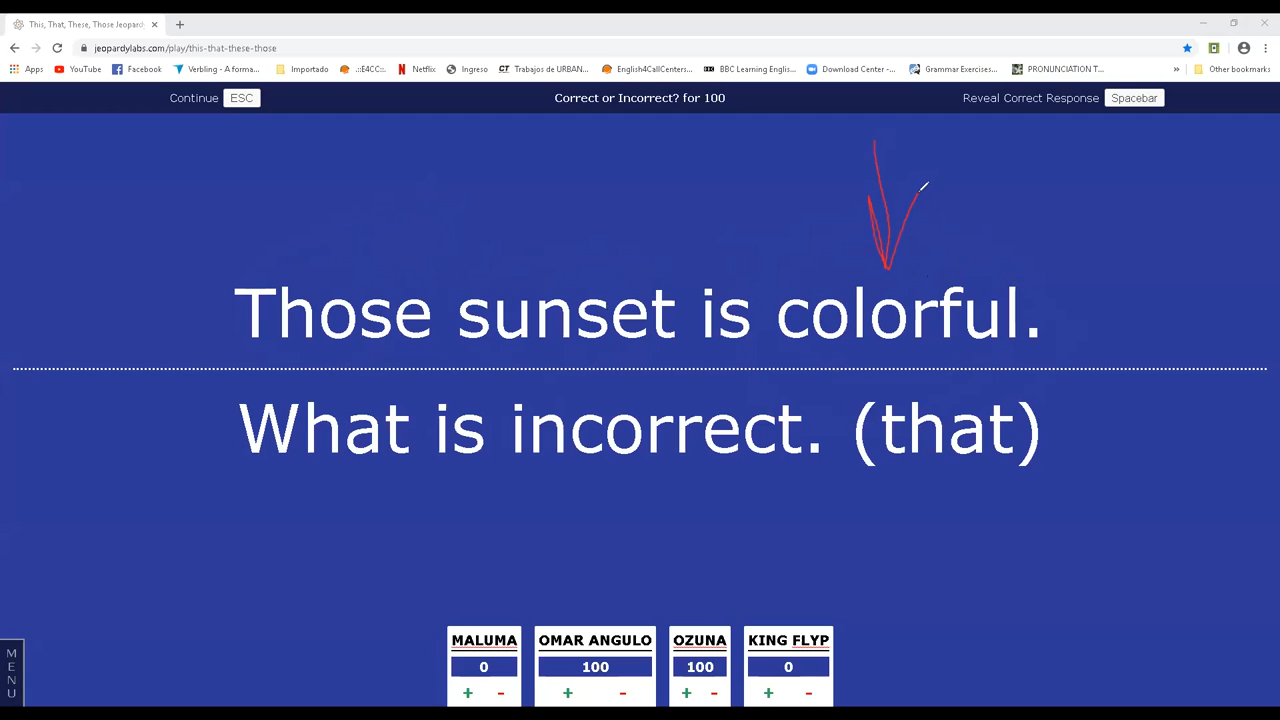 This, That, These, Those Jeopardy
jeopardylabs.com/play/this-that-these-those
Apps YouTube Facebook Verbling - A forma... Importado .::E4CC::. Netflix Ingreso Trabajos de URBAN... English4CallCenters... BBC Learning Englis... Download Center -... Grammar Exercises... PRONUNCIATION T... » Other bookmarks
Continue ESC Correct or Incorrect? for 100 Reveal Correct Response Spacebar
Those sunset is colorful.
What is incorrect. (that)
MALUMA OMAR ANGULO OZUNA KING FLYP
0 100 100 0
+ - + - + - + -
MENU